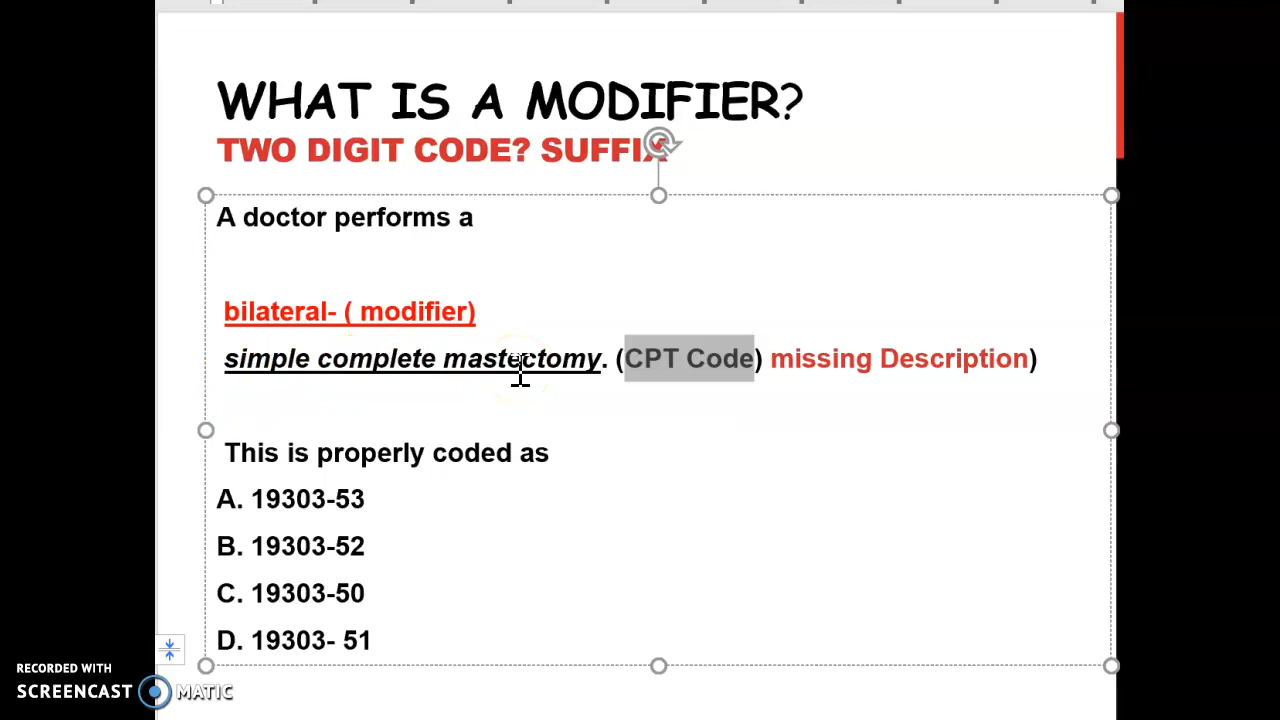 WHAT IS A MODIFIER?
TWO DIGIT CODE? SUFFIX
A doctor performs a
bilateral- ( modifier)
simple complete mastectomy. (CPT Code) missing Description)
This is properly coded as
A. 19303-53
B. 19303-52
C. 19303-50
D. 19303- 51
RECORDED WITH
SCREENCAST MATIC